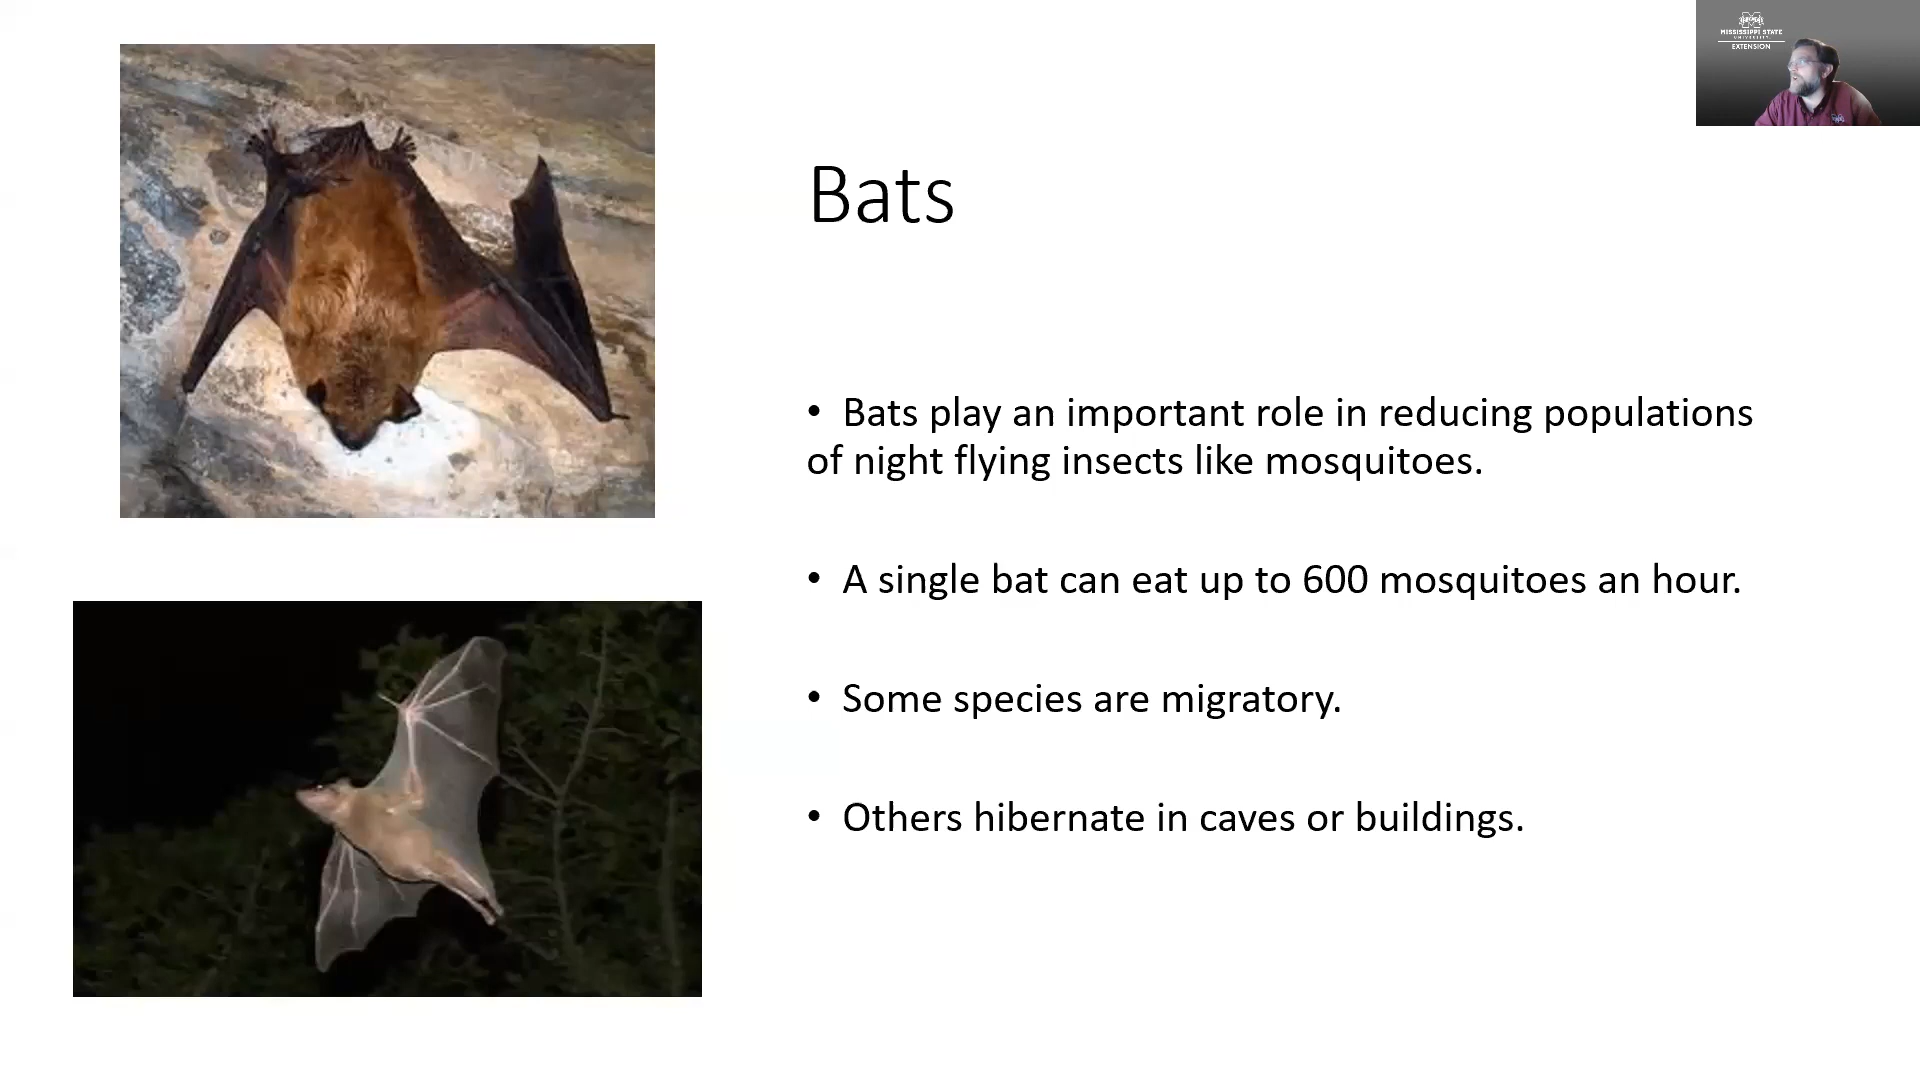 MISSISSIPPI STATE
UNIVERSITY
EXTENSION
Bats
• Bats play an important role in reducing populations
of night flying insects like mosquitoes.
• A single bat can eat up to 600 mosquitoes an hour.
• Some species are migratory.
• Others hibernate in caves or buildings.